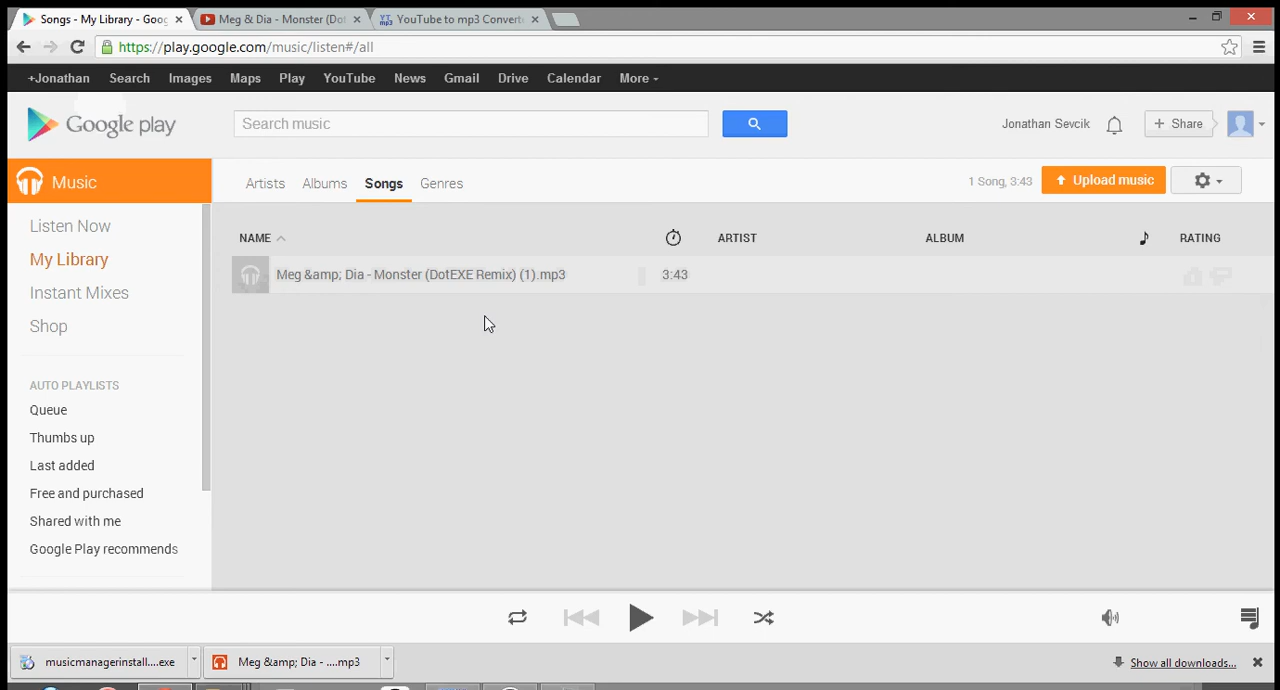 Songs - My Library - Goog
Meg & Dia - Monster (DotE
YouTube to mp3 Converte
https://play.google.com/music/listen#/all
+Jonathan Search Images Maps Play YouTube News Gmail Drive Calendar More
Google play
Search music
Jonathan Sevcik
+ Share
Music
Artists Albums Songs Genres
1 Song, 3:43
Upload music
Listen Now
My Library
Instant Mixes
Shop
NAME ARTIST ALBUM RATING
Meg &amp; Dia - Monster (DotEXE Remix) (1).mp3 3:43
AUTO PLAYLISTS
Queue
Thumbs up
Last added
Free and purchased
Shared with me
Google Play recommends
musicmanagerinstall....exe
Meg &amp; Dia - ....mp3
Show all downloads...